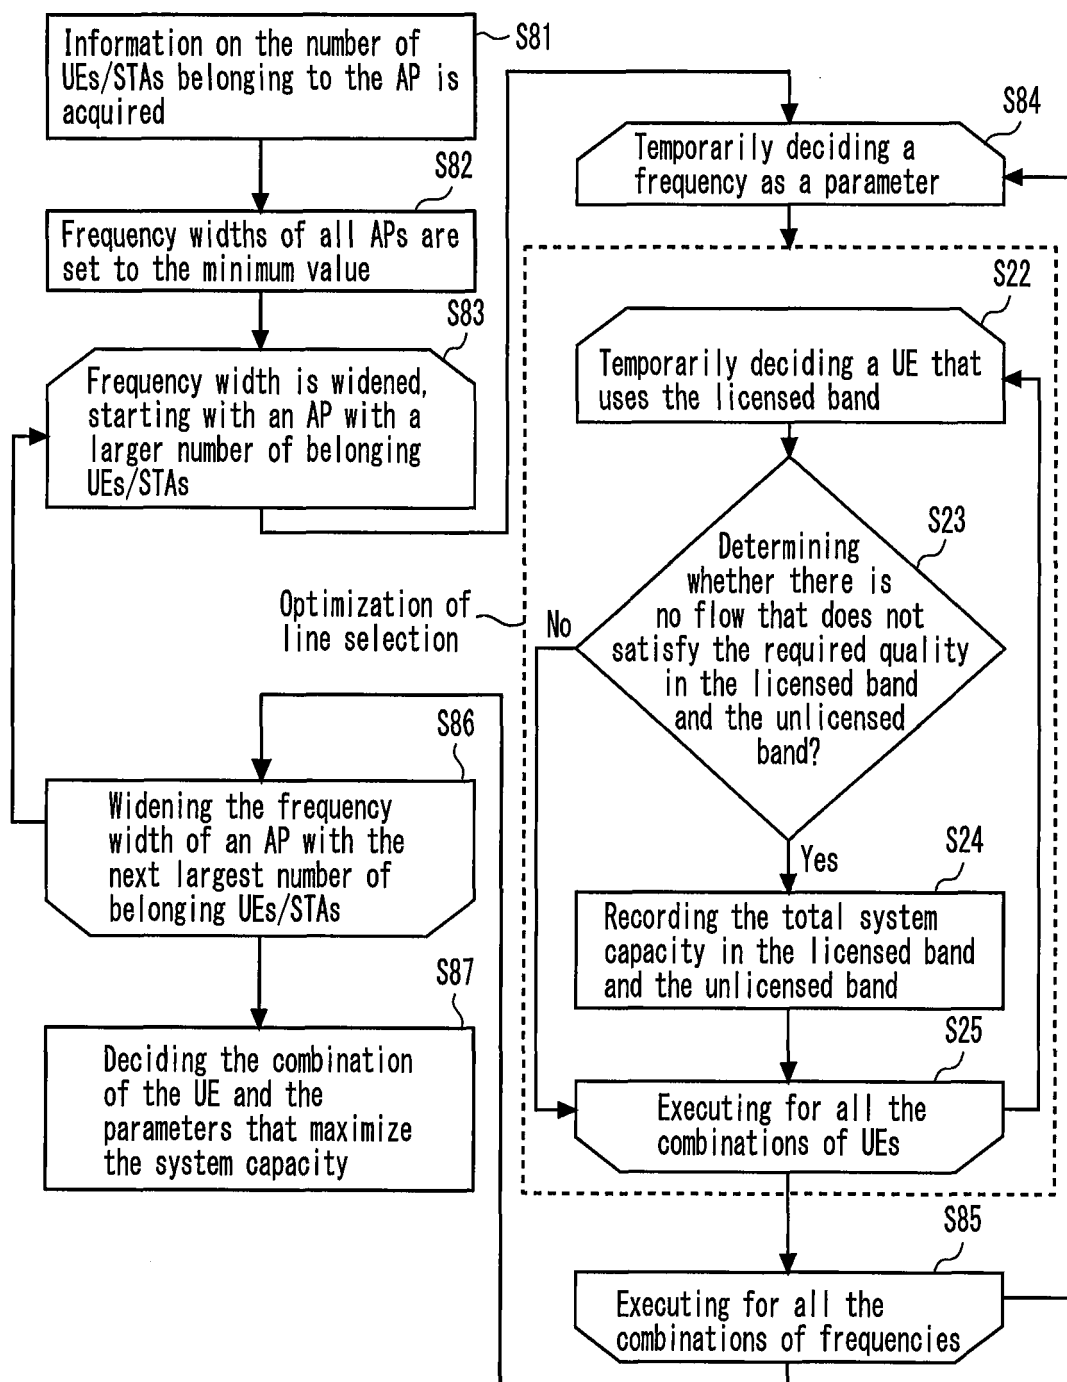 Information on the number of
UEs/STAs belonging to the AP is
acquired
S81
S82
Frequency widths of all APs are
set to the minimum value
S83
Frequency width is widened,
starting with an AP with a
larger number of belonging
UEs/STAs
S84
Temporarily deciding a
frequency as a parameter
S22
Temporarily deciding a UE that
uses the licensed band
S23
Determining
whether there is
no flow that does not
satisfy the required quality
in the licensed band
and the unlicensed
band?
No
Yes
Optimization of
line selection
S24
Recording the total system
capacity in the licensed band
and the unlicensed band
S25
Executing for all the
combinations of UEs
S85
Executing for all the
combinations of frequencies
S86
Widening the frequency
width of an AP with the
next largest number of
belonging UEs/STAs
S87
Deciding the combination
of the UE and the
parameters that maximize
the system capacity